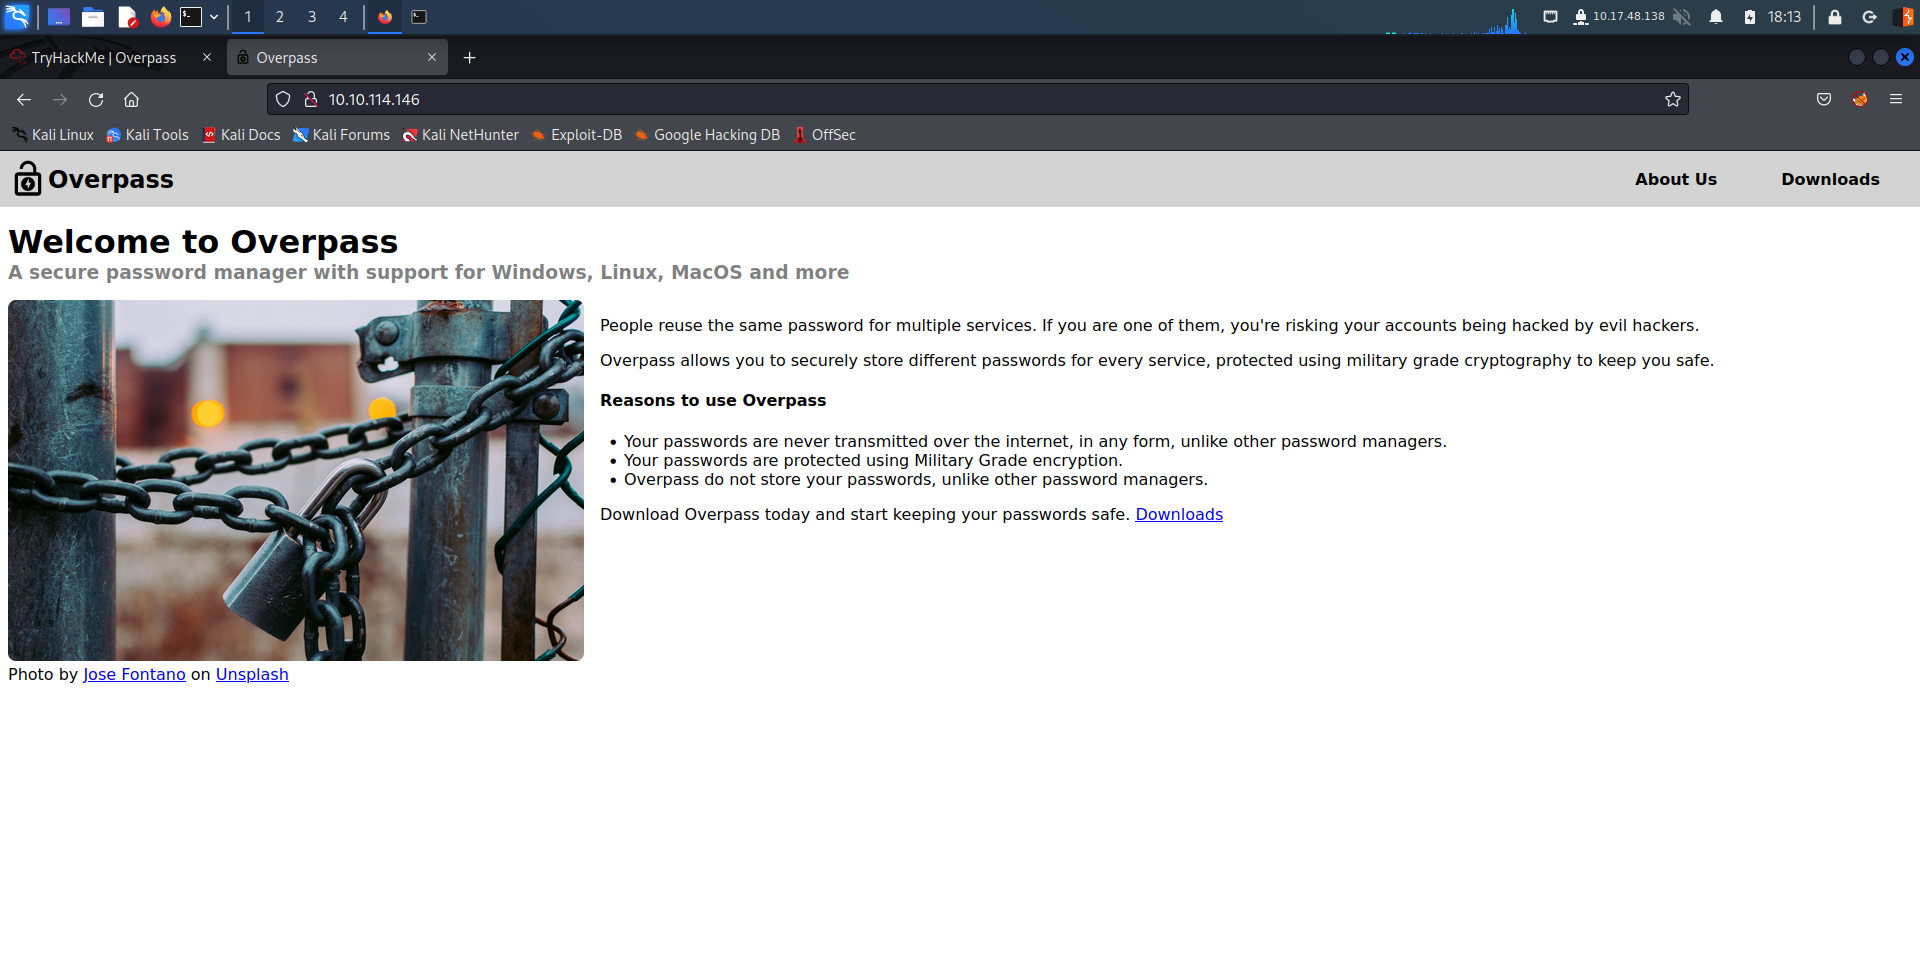 1 2 3 4 10.17.48.138 18:13
TryHackMe | Overpass Overpass
10.10.114.146
Kali Linux Kali Tools Kali Docs Kali Forums Kali NetHunter Exploit-DB Google Hacking DB OffSec
Overpass About Us Downloads
Welcome to Overpass
A secure password manager with support for Windows, Linux, MacOS and more
People reuse the same password for multiple services. If you are one of them, you're risking your accounts being hacked by evil hackers.
Overpass allows you to securely store different passwords for every service, protected using military grade cryptography to keep you safe.
Reasons to use Overpass
• Your passwords are never transmitted over the internet, in any form, unlike other password managers.
• Your passwords are protected using Military Grade encryption.
• Overpass do not store your passwords, unlike other password managers.
Download Overpass today and start keeping your passwords safe. Downloads
Photo by Jose Fontano on Unsplash